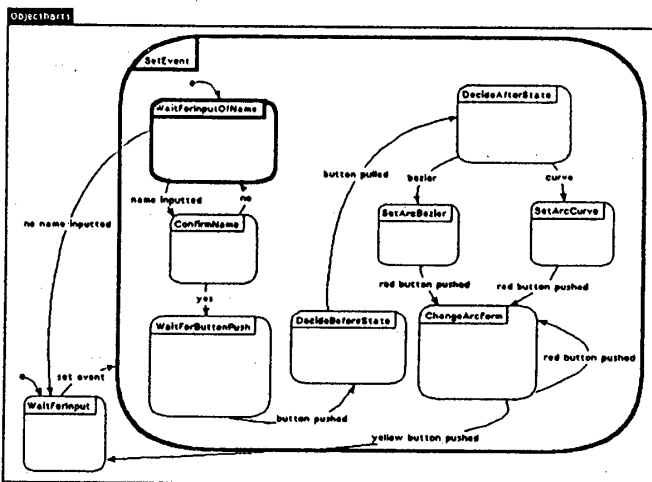 Objectcharts
SetEvent
WaitForInputOfName
DecideAfterState
bezier
curve
button pulled
name inputted
no
no name inputted
ConfirmName
SetArcBezier
SetArcCurve
red button pushed
red button pushed
yes
WaitForButtonPush
DecideBeforeState
ChangeArcForm
red button pushed
set event
WaitForInput
button pushed
yellow button pushed